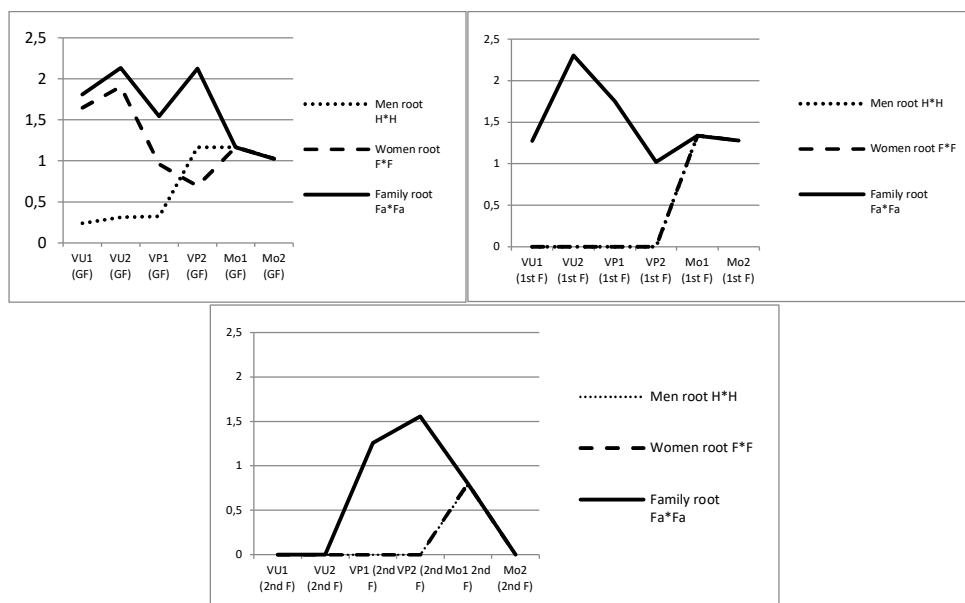 2,5
2
1,5
1
0,5
0
VU1 VU2 VP1 VP2 Mo1 Mo2
(GF) (GF) (GF) (GF) (GF) (GF)
Men root
H*H
Women root
F*F
Family root
Fa*Fa
2,5
2
1,5
1
0,5
0
VU1 VU2 VP1 VP2 Mo1 Mo2
(1st F) (1st F) (1st F) (1st F) (1st F) (1st F)
Men root H*H
Women root F*F
Family root
Fa*Fa
2,5
2
1,5
1
0,5
0
VU1 VU2 VP1 (2nd VP2 (2nd Mo1 2nd Mo2
(2nd F) (2nd F) F) F) F) (2nd F)
Men root H*H
Women root F*F
Family root
Fa*Fa